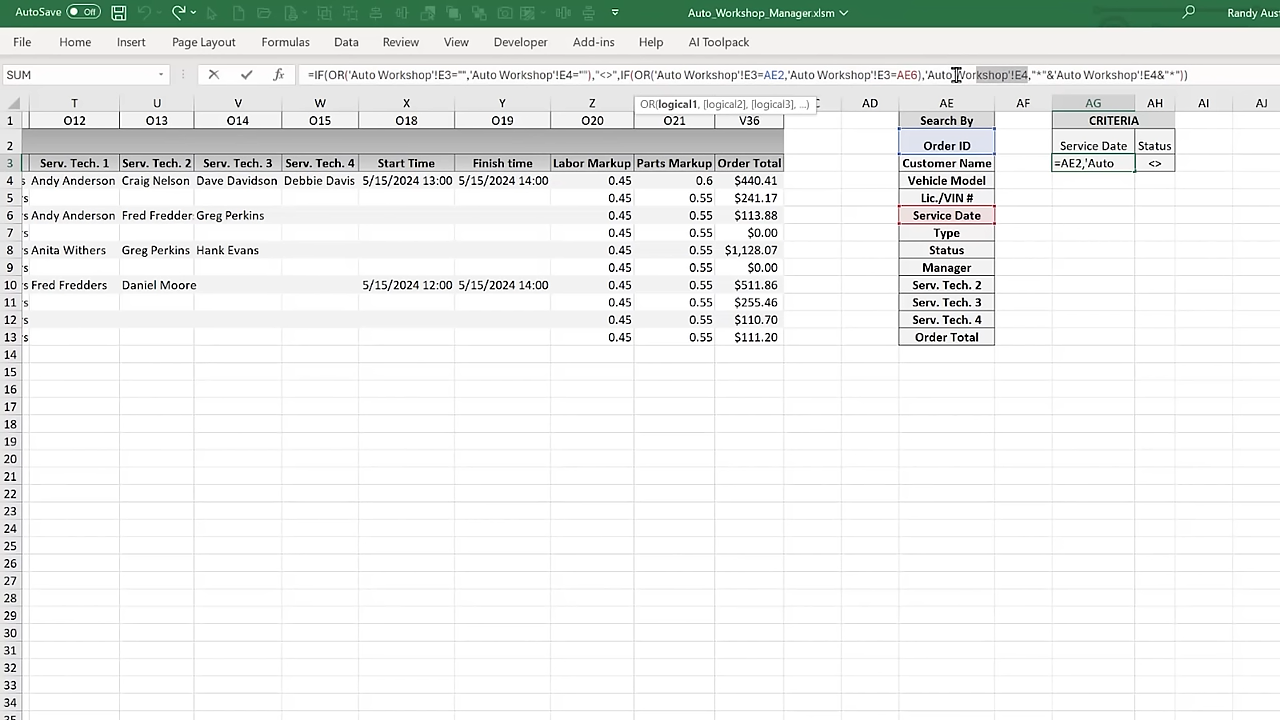 AutoSave Off Auto_Workshop_Manager.xlsm Randy Aus
File Home Insert Page Layout Formulas Data Review View Developer Add-ins Help AI Toolpack
SUM =IF(OR('Auto Workshop'!E3="",'Auto Workshop'!E4=""),"<>",IF(OR('Auto Workshop'!E3=AE2,'Auto Workshop'!E3=AE6),'Auto Workshop'!E4,"*"&'Auto Workshop'!E4&"*"))
OR(logical1, [logical2], [logical3], ...)
T U V W X Y Z C AD AE AF AG AH AI AJ
1 O12 O13 O14 O15 O18 O19 O20 O21 V36 Search By CRITERIA
2 Order ID Service Date Status
3 Serv. Tech. 1 Serv. Tech. 2 Serv. Tech. 3 Serv. Tech. 4 Start Time Finish time Labor Markup Parts Markup Order Total Customer Name =AE2,'Auto <>
4 s Andy Anderson Craig Nelson Dave Davidson Debbie Davis 5/15/2024 13:00 5/15/2024 14:00 0.45 0.6 $440.41 Vehicle Model
5 s 0.45 0.55 $241.17 Lic./VIN #
6 s Andy Anderson Fred Fredder Greg Perkins 0.45 0.55 $113.88 Service Date
7 s 0.45 0.55 $0.00 Type
8 s Anita Withers Greg Perkins Hank Evans 0.45 0.55 $1,128.07 Status
9 s 0.45 0.55 $0.00 Manager
10 s Fred Fredders Daniel Moore 5/15/2024 12:00 5/15/2024 14:00 0.45 0.55 $511.86 Serv. Tech. 2
11 s 0.45 0.55 $255.46 Serv. Tech. 3
12 s 0.45 0.55 $110.70 Serv. Tech. 4
13 s 0.45 0.55 $111.20 Order Total
14
15
16
17
18
19
20
21
22
23
24
25
26
27
28
29
30
31
32
33
34